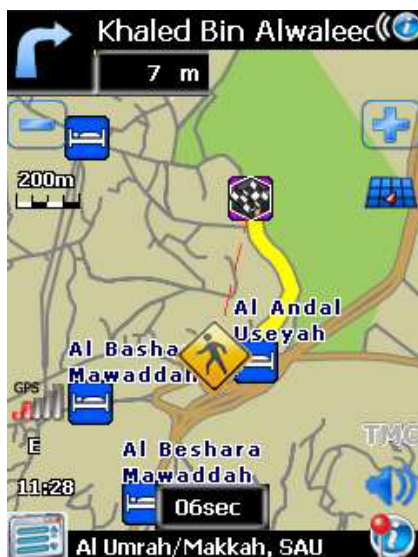 Khaled Bin Alwaleed
7 m
200m
Al Andal
Useyah
Al Basha
Mawaddah
GPS
TMC
E
Al Beshara
Mawaddah
11:28
06sec
Al Umrah/Makkah, SAU